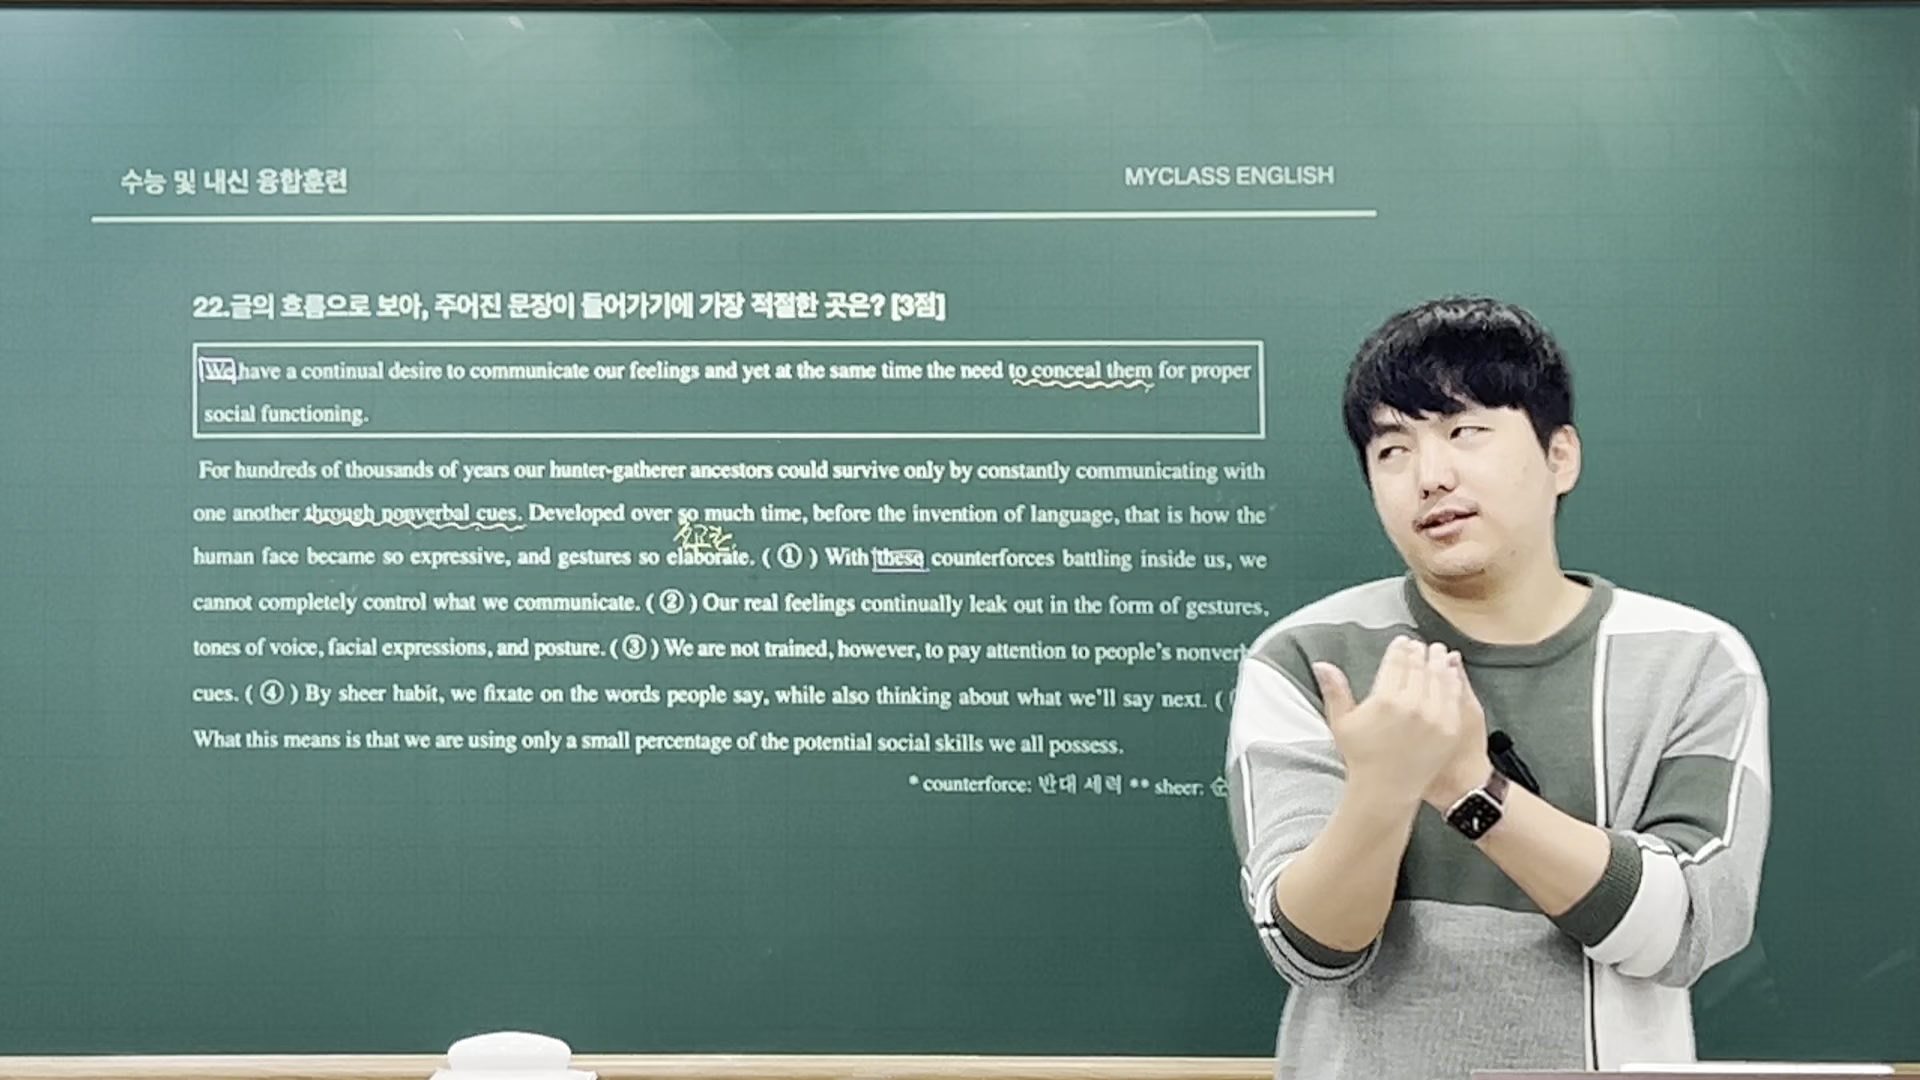 수능 및 내신 융합훈련
MYCLASS ENGLISH
22.글의 흐름으로 보아, 주어진 문장이 들어가기에 가장 적절한 곳은? [3점]
We have a continual desire to communicate our feelings and yet at the same time the need to conceal them for proper
social functioning.
For hundreds of thousands of years our hunter-gatherer ancestors could survive only by constantly communicating with
one another through nonverbal cues. Developed over so much time, before the invention of language, that is how the
human face became so expressive, and gestures so elaborate. ( ① ) With these counterforces battling inside us, we
cannot completely control what we communicate. ( ② ) Our real feelings continually leak out in the form of gestures,
tones of voice, facial expressions, and posture. ( ③ ) We are not trained, however, to pay attention to people's
cues. ( ④ ) By sheer habit, we fixate on the words people say, while also thinking about what we'll say next. (
What this means is that we are using only a small percentage of the potential social skills we all possess.
* counterforce: 반대 세력 ** sheer: